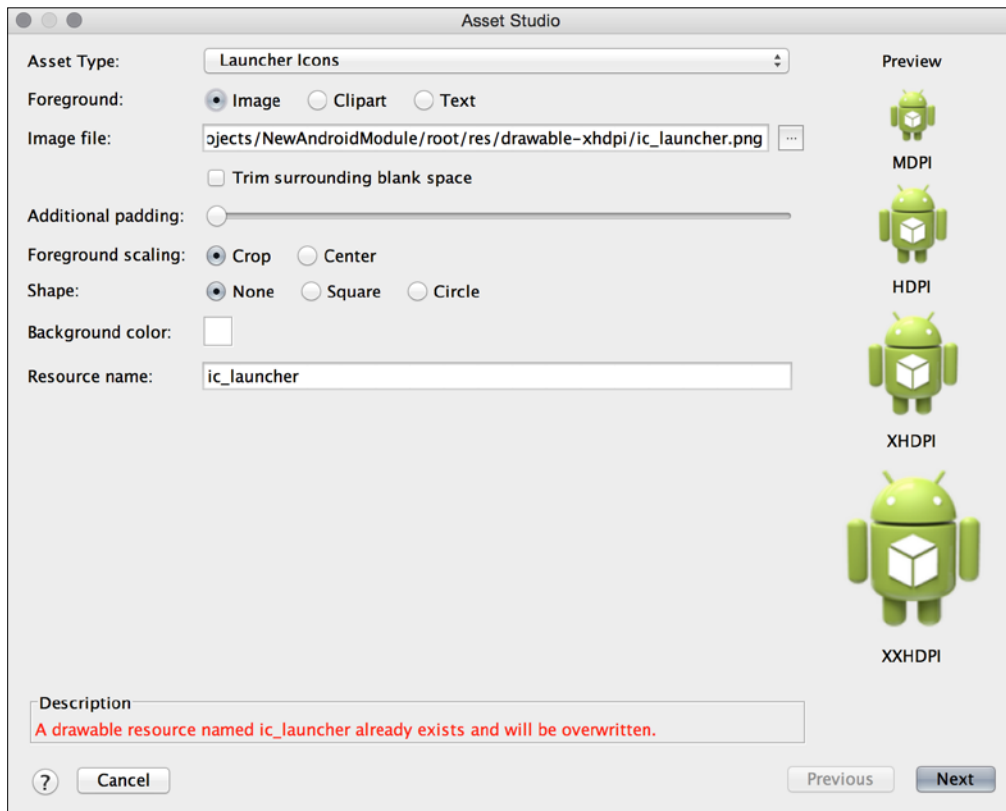 Asset Studio
Asset Type: Launcher Icons
Preview
Foreground: Image Clipart Text
Image file: ojects/NewAndroidModule/root/res/drawable-xhdpi/ic_launcher.png ...
MDPI
Trim surrounding blank space
Additional padding:
Foreground scaling: Crop Center
HDPI
Shape: None Square Circle
Background color:
Resource name: ic_launcher
XHDPI
XXHDPI
Description
A drawable resource named ic_launcher already exists and will be overwritten.
? Cancel Previous Next